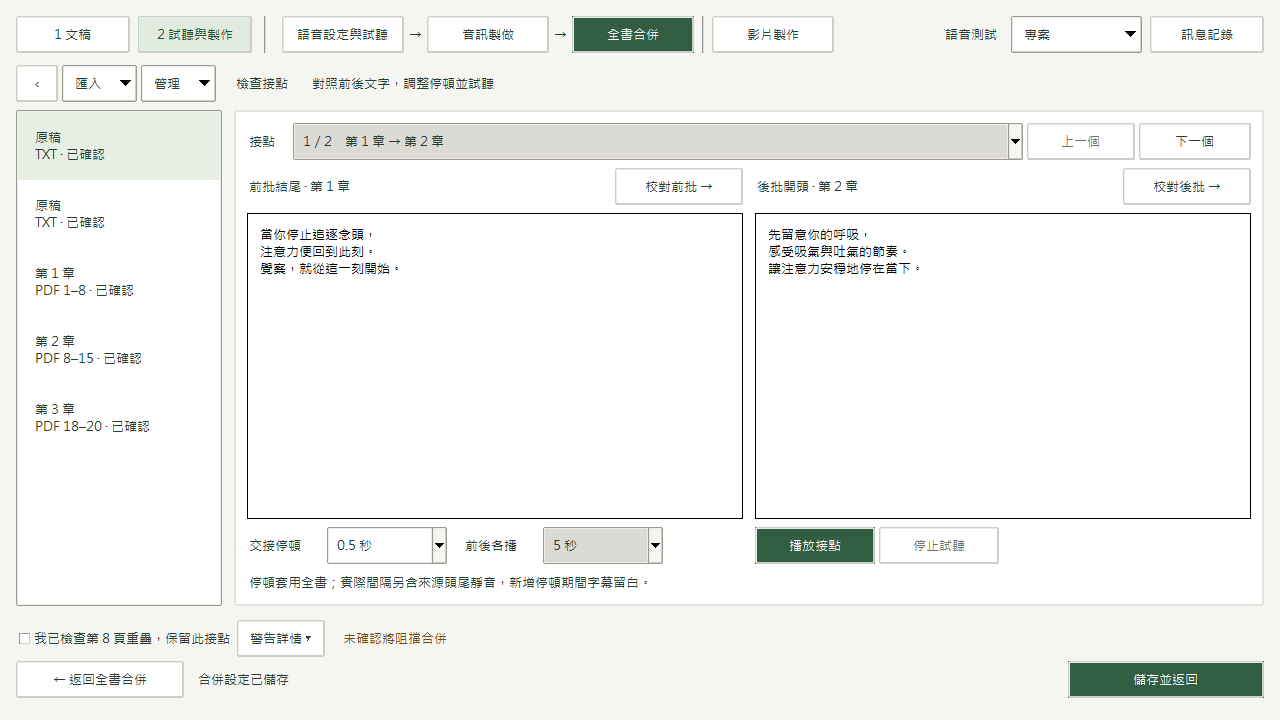 1 文稿
2 試聽與製作
語音設定與試聽
→
音訊製做
→
全書合併
影片製作
語音測試
專案
訊息記錄
‹
匯入
管理
檢查接點
對照前後文字，調整停頓並試聽
原稿
TXT · 已確認
原稿
TXT · 已確認
第 1 章
PDF 1–8 · 已確認
第 2 章
PDF 8–15 · 已確認
第 3 章
PDF 18–20 · 已確認
接點
1 / 2 第 1 章 → 第 2 章
上一個
下一個
前批結尾 · 第 1 章
校對前批 →
後批開頭 · 第 2 章
校對後批 →
當你停止追逐念頭，
注意力便回到此刻。
覺察，就從這一刻開始。
先留意你的呼吸，
感受吸氣與吐氣的節奏。
讓注意力安穩地停在當下。
交接停頓
0.5 秒
前後各播
5 秒
播放接點
停止試聽
停頓套用全書；實際間隔另含來源頭尾靜音，新增停頓期間字幕留白。
我已檢查第 8 頁重疊，保留此接點
警告詳情 ▾
未確認將阻擋合併
← 返回全書合併
合併設定已儲存
儲存並返回